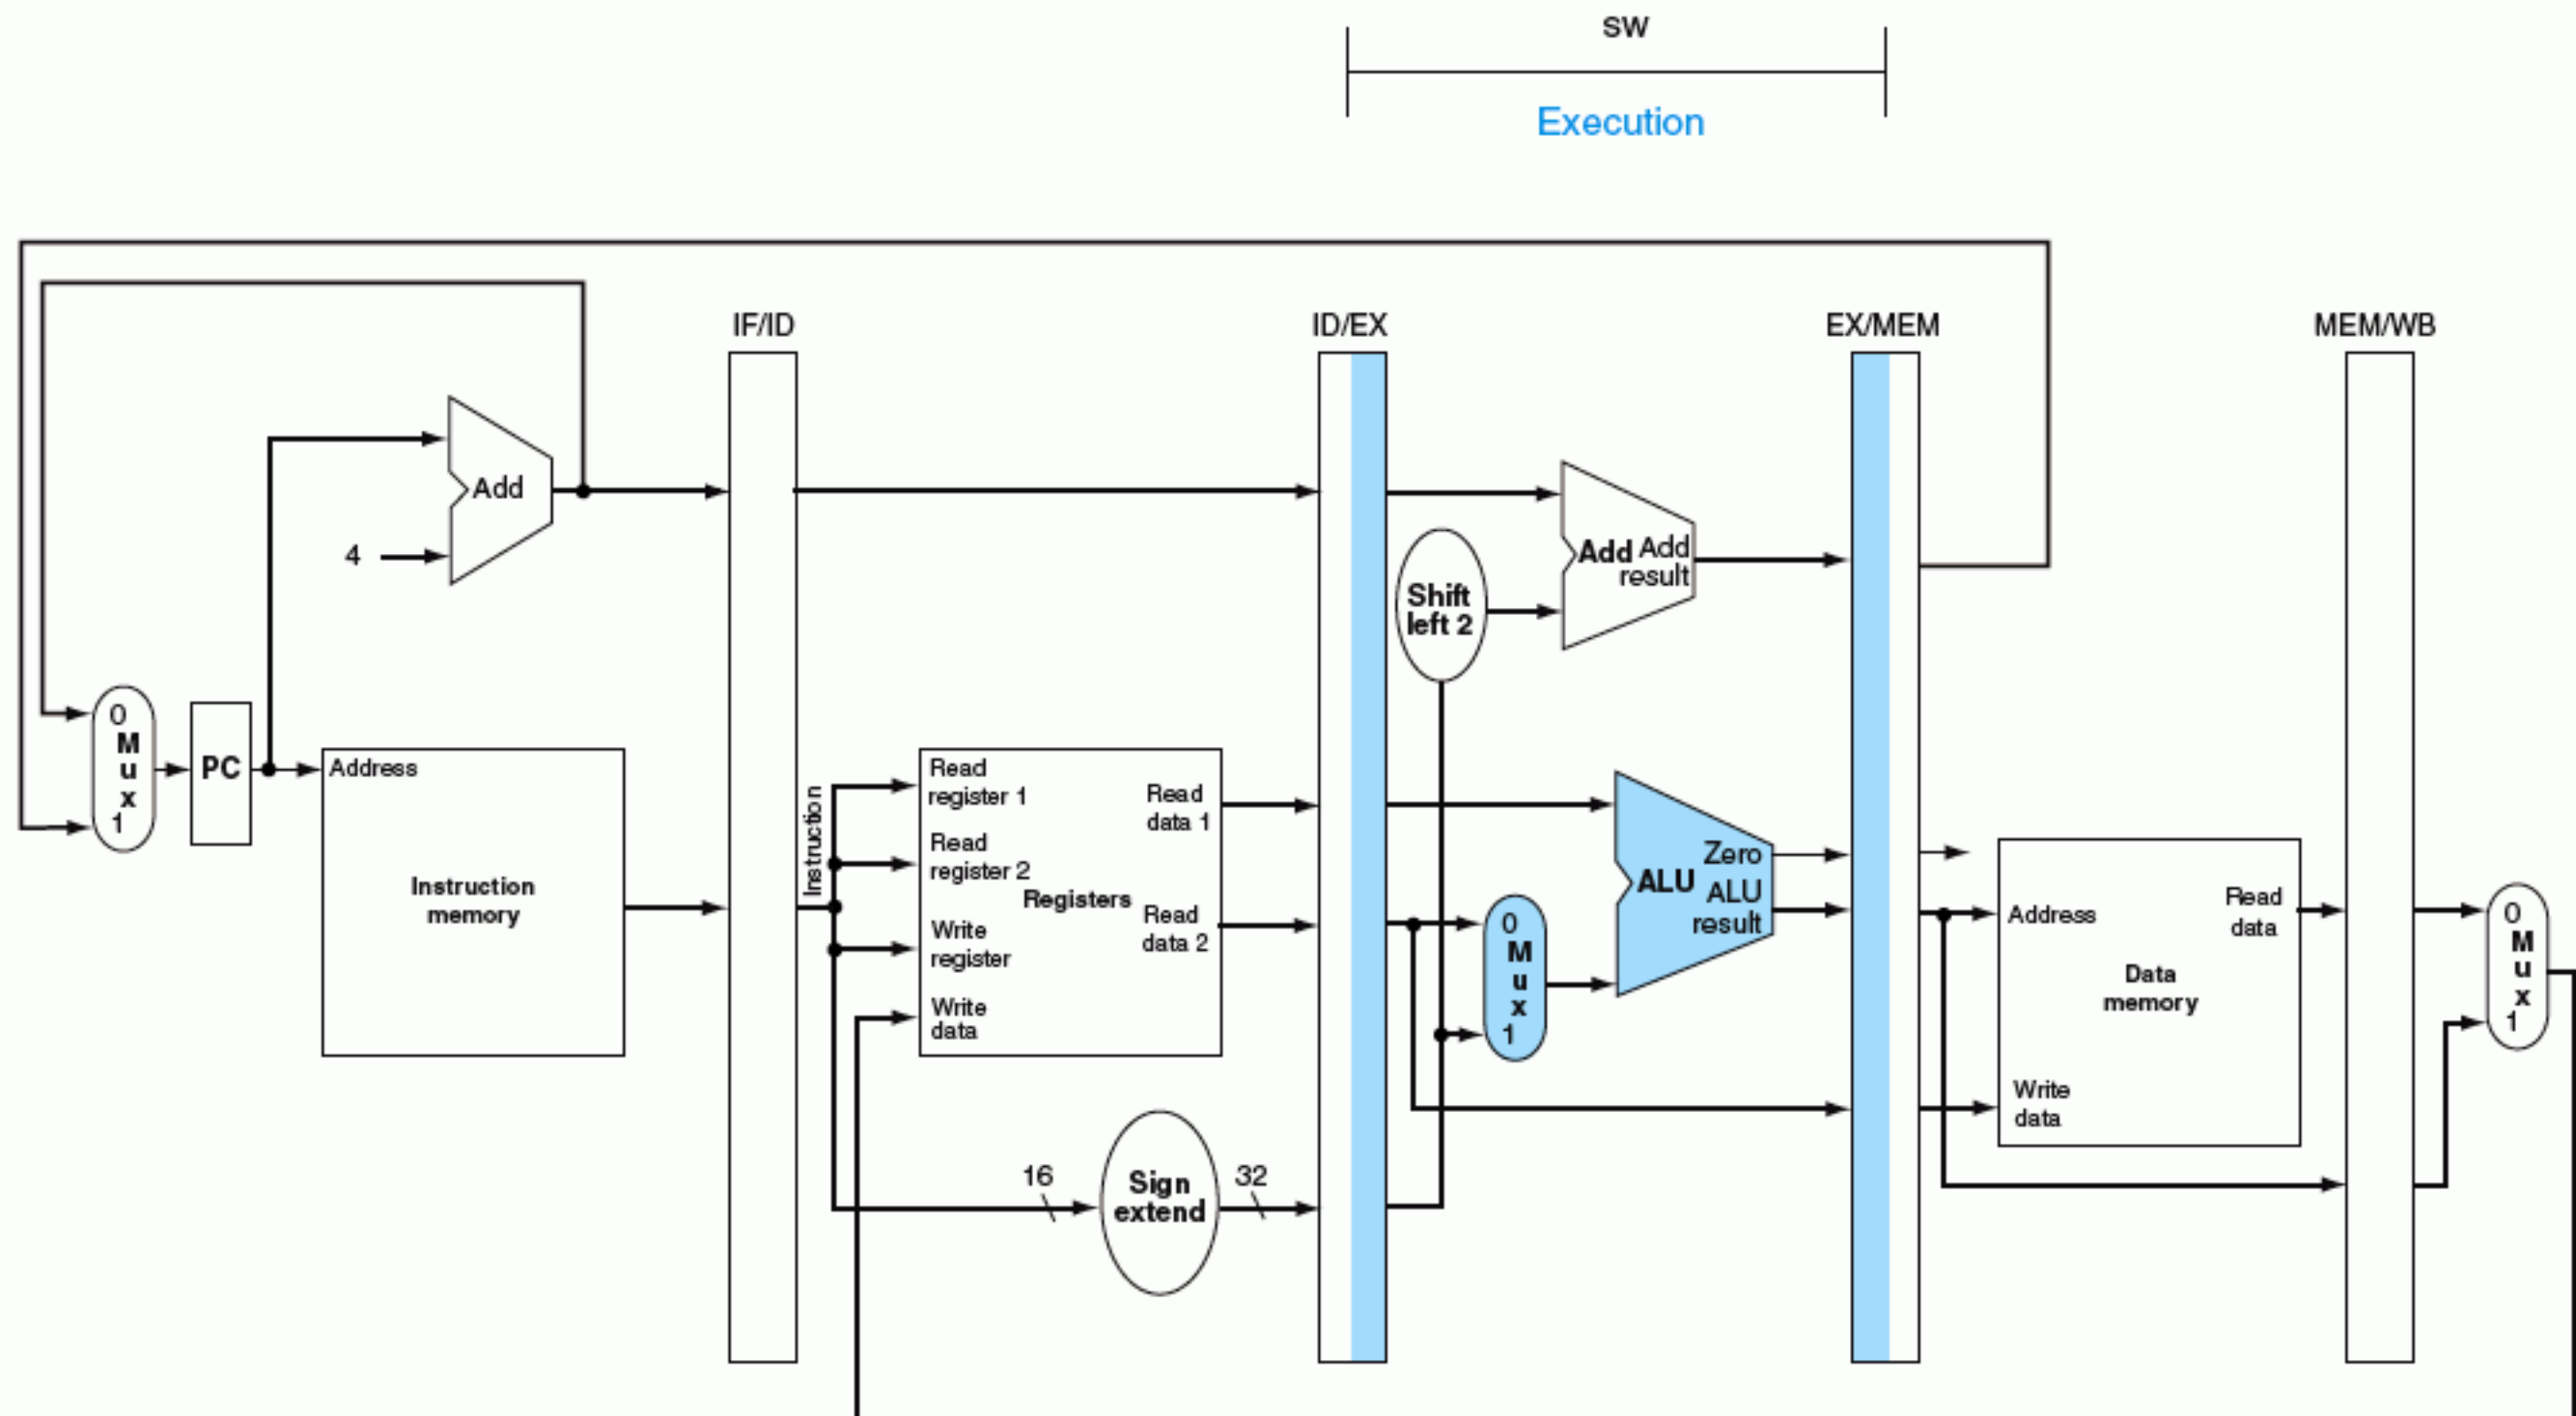 SW
Execution
IF/ID
ID/EX
EX/MEM
MEM/WB
Add
4
Add
Add
result
Shift
left 2
0
M
u
x
1
PC
Address
Instruction
memory
Instruction
Read
register 1
Read
register 2
Write
register
Write
data
Registers
Read
data 1
Read
data 2
16
Sign
extend
32
0
M
u
x
1
ALU
Zero
ALU
result
Address
Read
data
Data
memory
Write
data
0
M
u
x
1